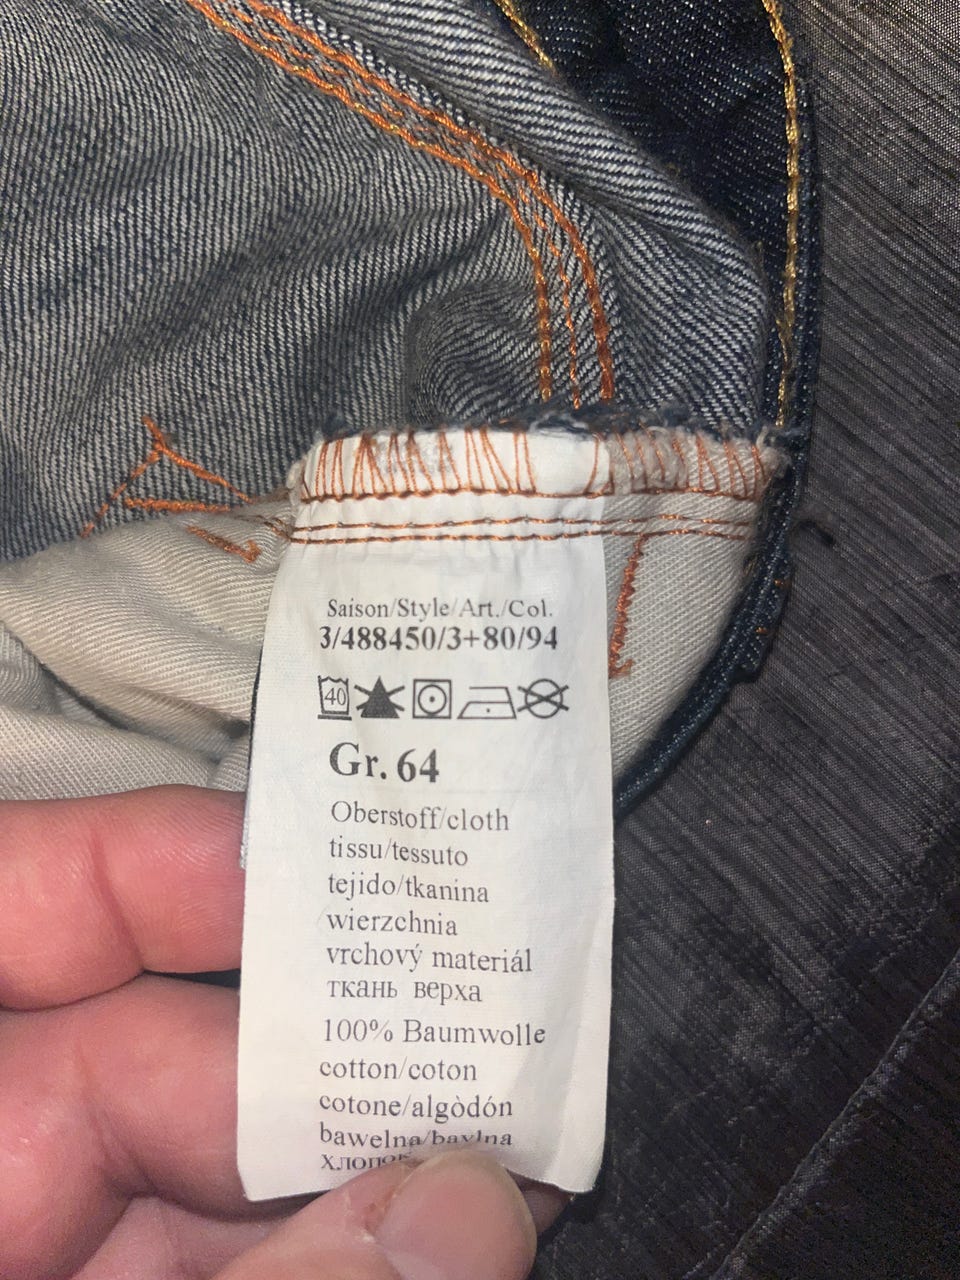 Saison/Style/Art./Col.
3/488450/3+80/94
40
Gr. 64
Oberstoff/cloth
tissu/tessuto
tejido/tkanina
wierzchnia
vrchový materiál
ткань верха
100% Baumwolle
cotton/coton
cotone/algòdón
bawelna/bavlna